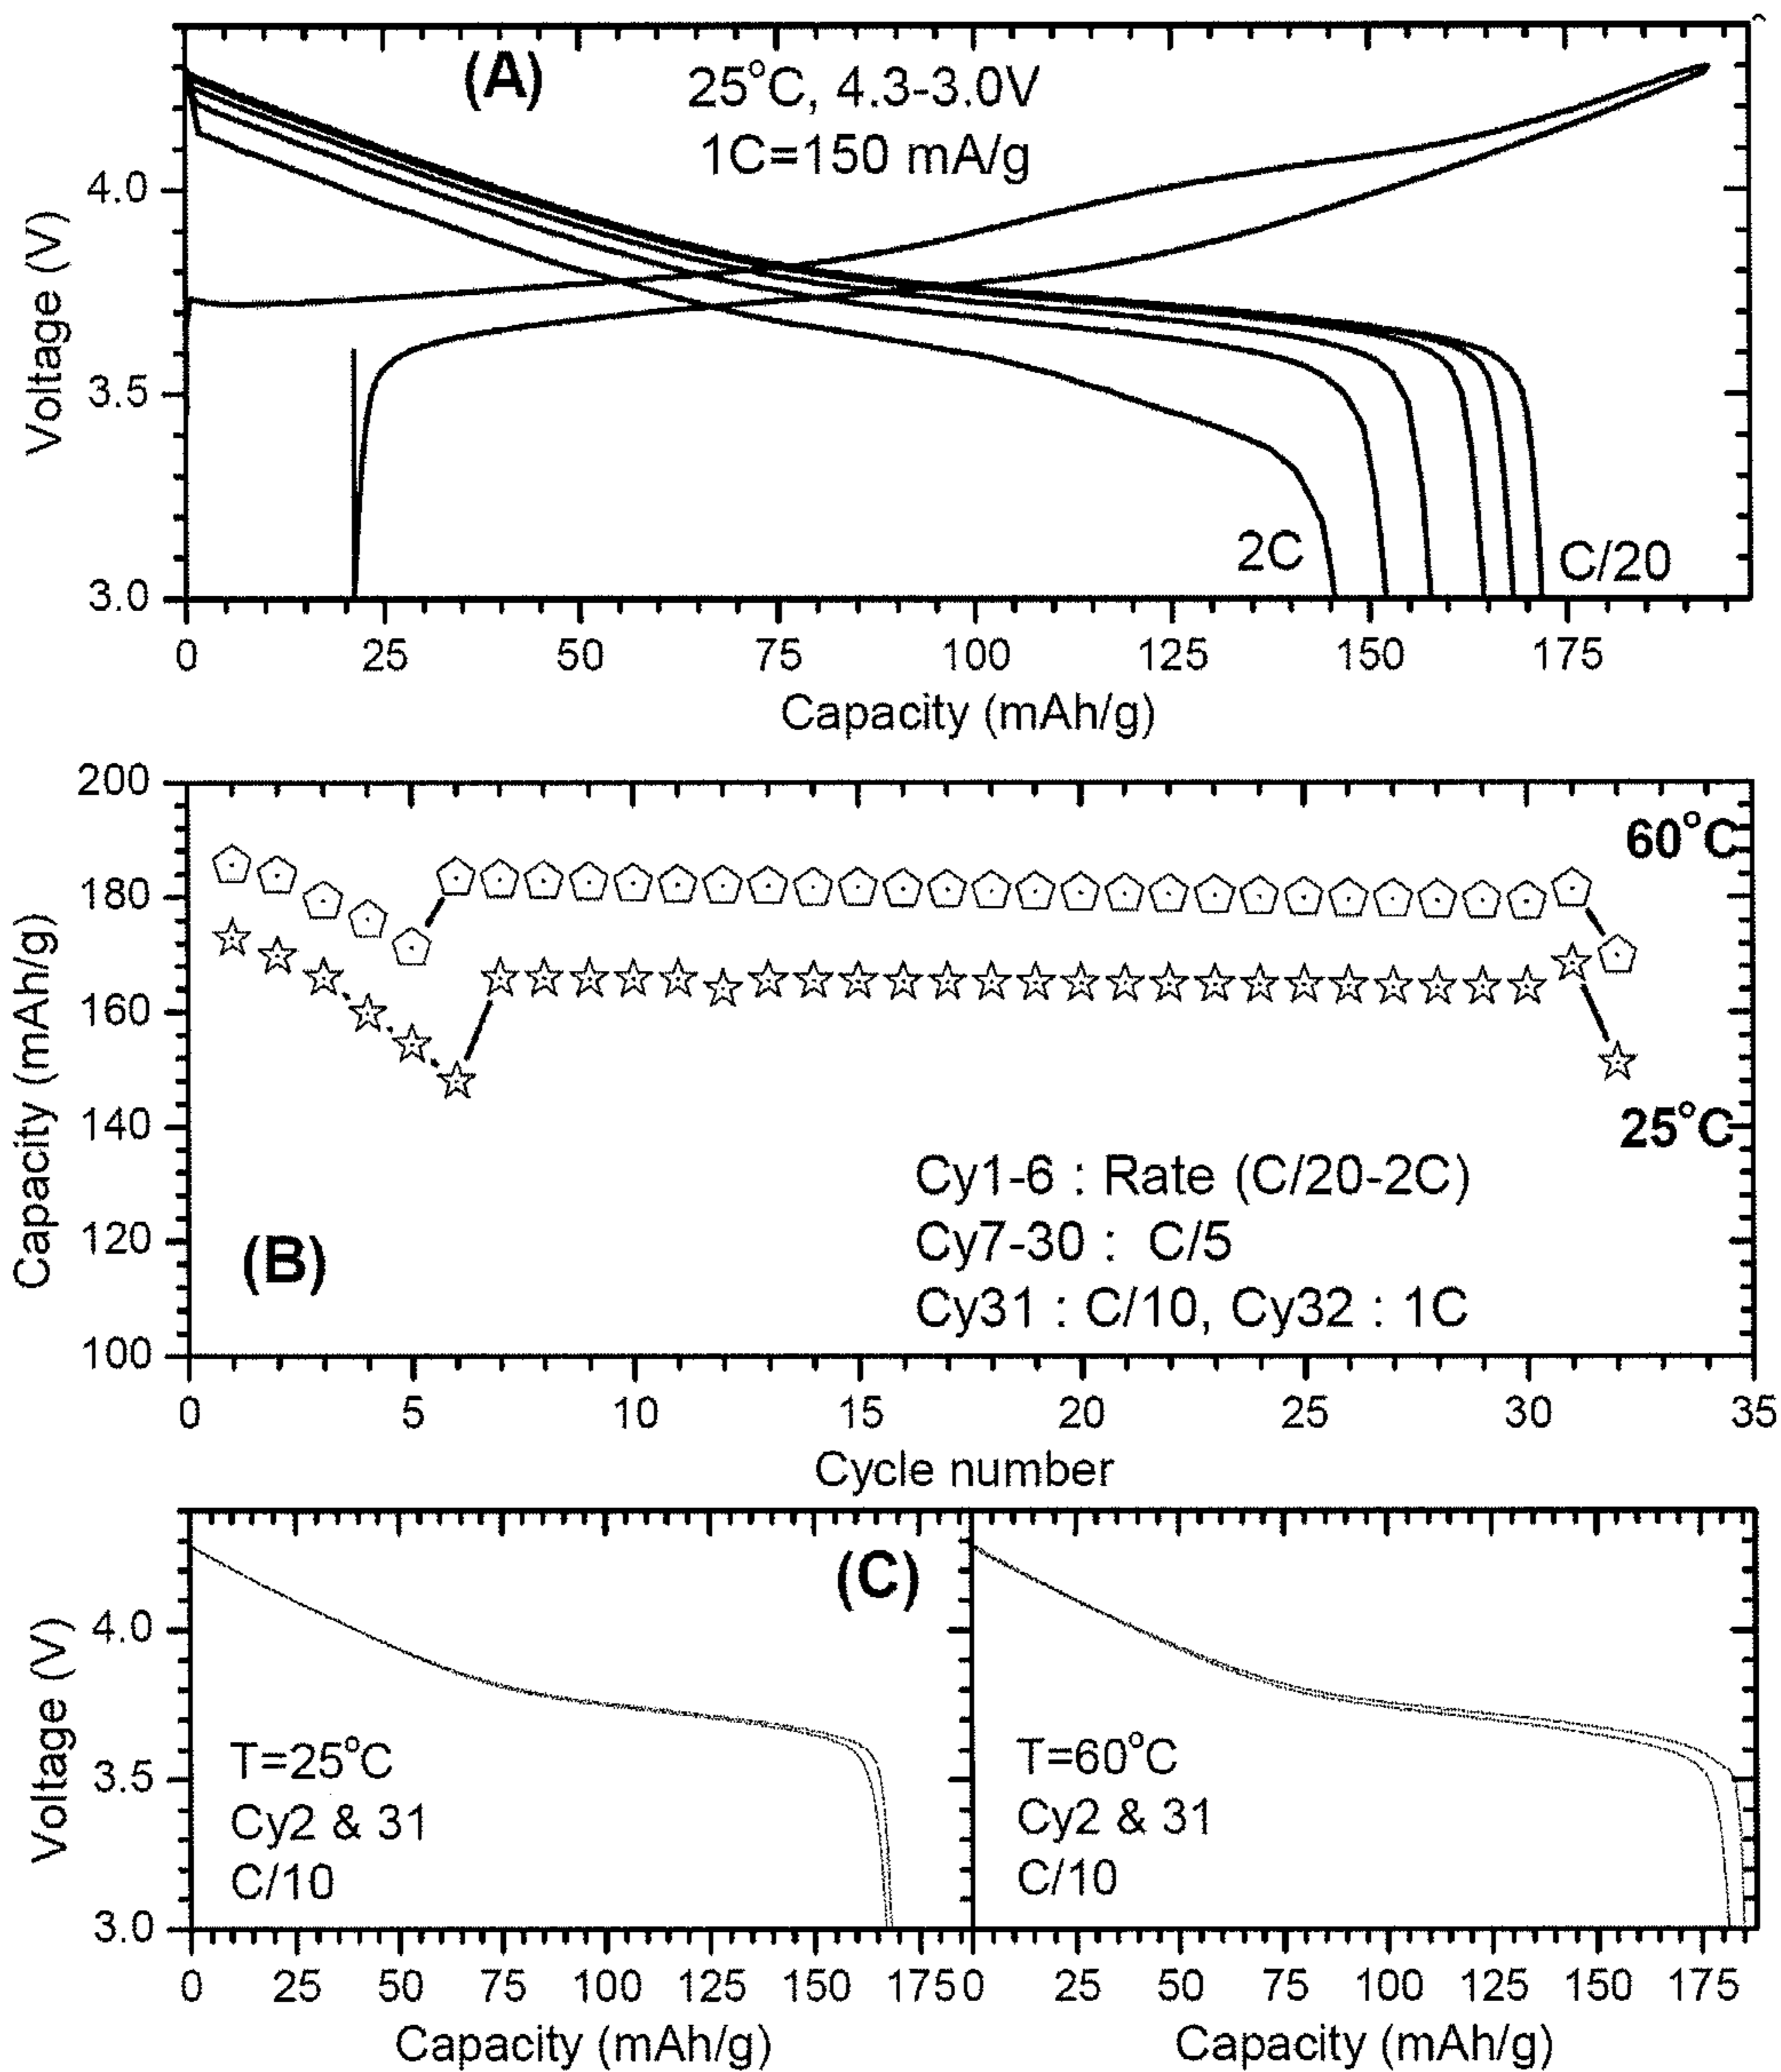 (A)
25°C, 4.3-3.0V
1C=150 mA/g
4.0
3.5
3.0
Voltage (V)
2C
C/20
0 25 50 75 100 125 150 175
Capacity (mAh/g)
200
180
160
140
120
100
Capacity (mAh/g)
60°C
25°C
Cy1-6 : Rate (C/20-2C)
Cy7-30 : C/5
Cy31 : C/10, Cy32 : 1C
(B)
0 5 10 15 20 25 30 35
Cycle number
(C)
4.0
3.5
3.0
Voltage (V)
T=25°C
Cy2 & 31
C/10
T=60°C
Cy2 & 31
C/10
0 25 50 75 100 125 150 175 0 25 50 75 100 125 150 175
Capacity (mAh/g) Capacity (mAh/g)